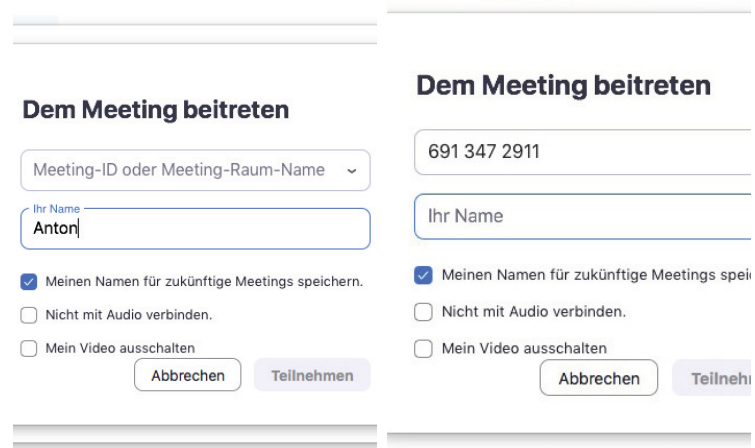 Dem Meeting beitreten
Meeting-ID oder Meeting-Raum-Name
Ihr Name
Anton
Meinen Namen für zukünftige Meetings speichern.
Nicht mit Audio verbinden.
Mein Video ausschalten
Abbrechen
Teilnehmen
Dem Meeting beitreten
691 347 2911
Ihr Name
Meinen Namen für zukünftige Meetings
Nicht mit Audio verbinden.
Mein Video ausschalten
Abbrechen